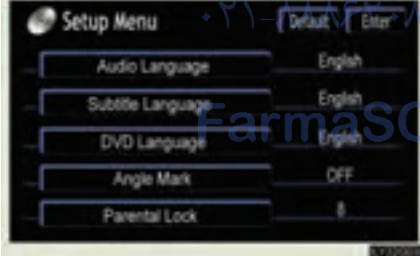 Setup Menu Default Enter
Audio Language English
Subtitle Language English
DVD Language English
Angle Mark OFF
Parental Lock 8
FarmaSC